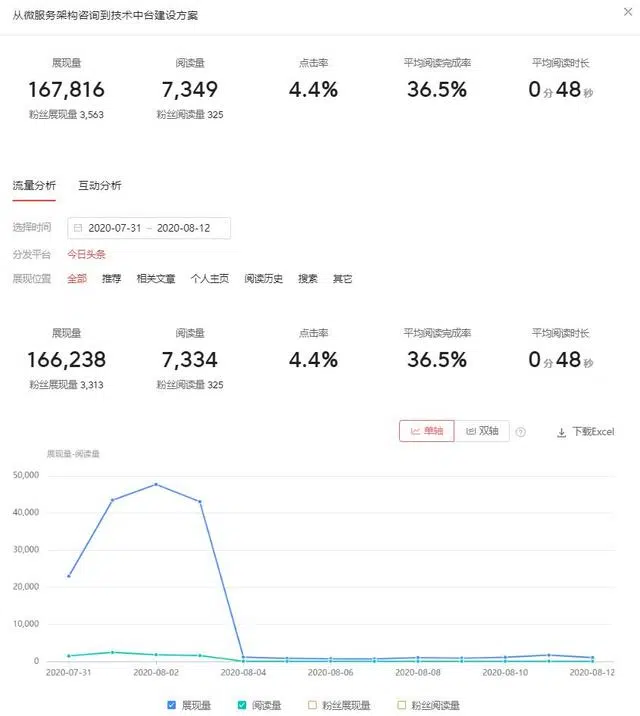 从微服务架构咨询到技术中台建设方案
展现量 阅读量 点击率 平均阅读完成率 平均阅读时长
167,816 7,349 4.4% 36.5% 0分48秒
粉丝展现量 3,563 粉丝阅读量 325
流量分析 互动分析
选择时间 2020-07-31 – 2020-08-12
分发平台 今日头条
展现位置 全部 推荐 相关文章 个人主页 阅读历史 搜索 其它
展现量 阅读量 点击率 平均阅读完成率 平均阅读时长
166,238 7,334 4.4% 36.5% 0分48秒
粉丝展现量 3,313 粉丝阅读量 325
单轴 双轴 ? 下载Excel
展现量-阅读量
50,000
40,000
30,000
20,000
10,000
0
2020-07-31 2020-08-02 2020-08-04 2020-08-06 2020-08-08 2020-08-10 2020-08-12
展现量 阅读量 粉丝展现量 粉丝阅读量